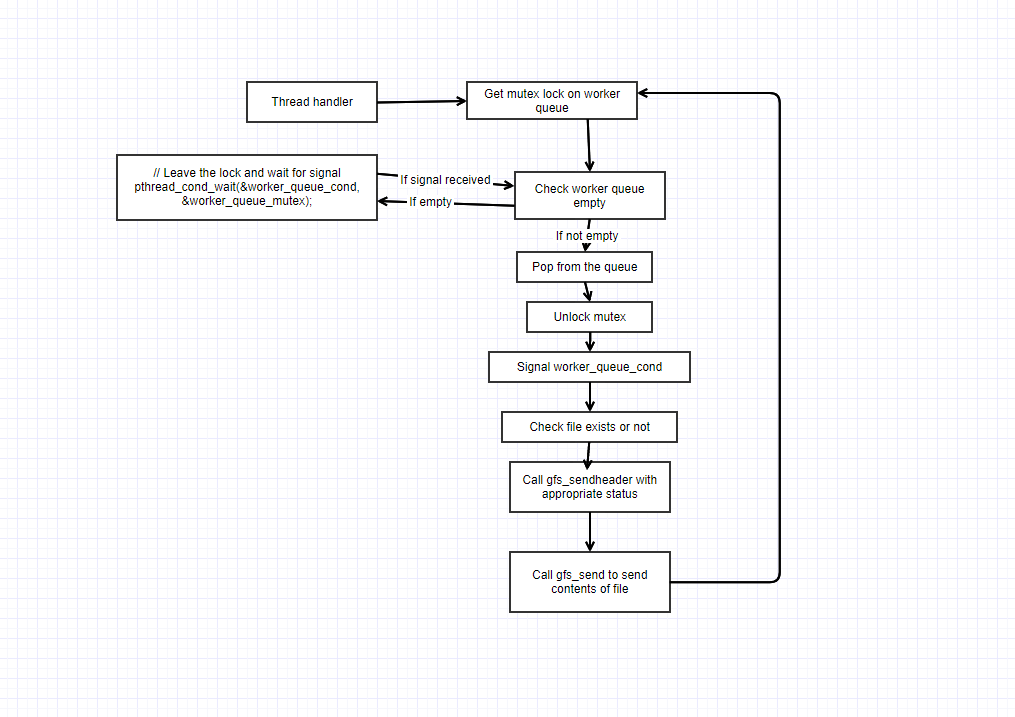 Thread handler
Get mutex lock on worker
queue
// Leave the lock and wait for signal
pthread_cond_wait(&worker_queue_cond,
&worker_queue_mutex);
If signal received
If empty
Check worker queue
empty
If not empty
Pop from the queue
Unlock mutex
Signal worker_queue_cond
Check file exists or not
Call gfs_sendheader with
appropriate status
Call gfs_send to send
contents of file